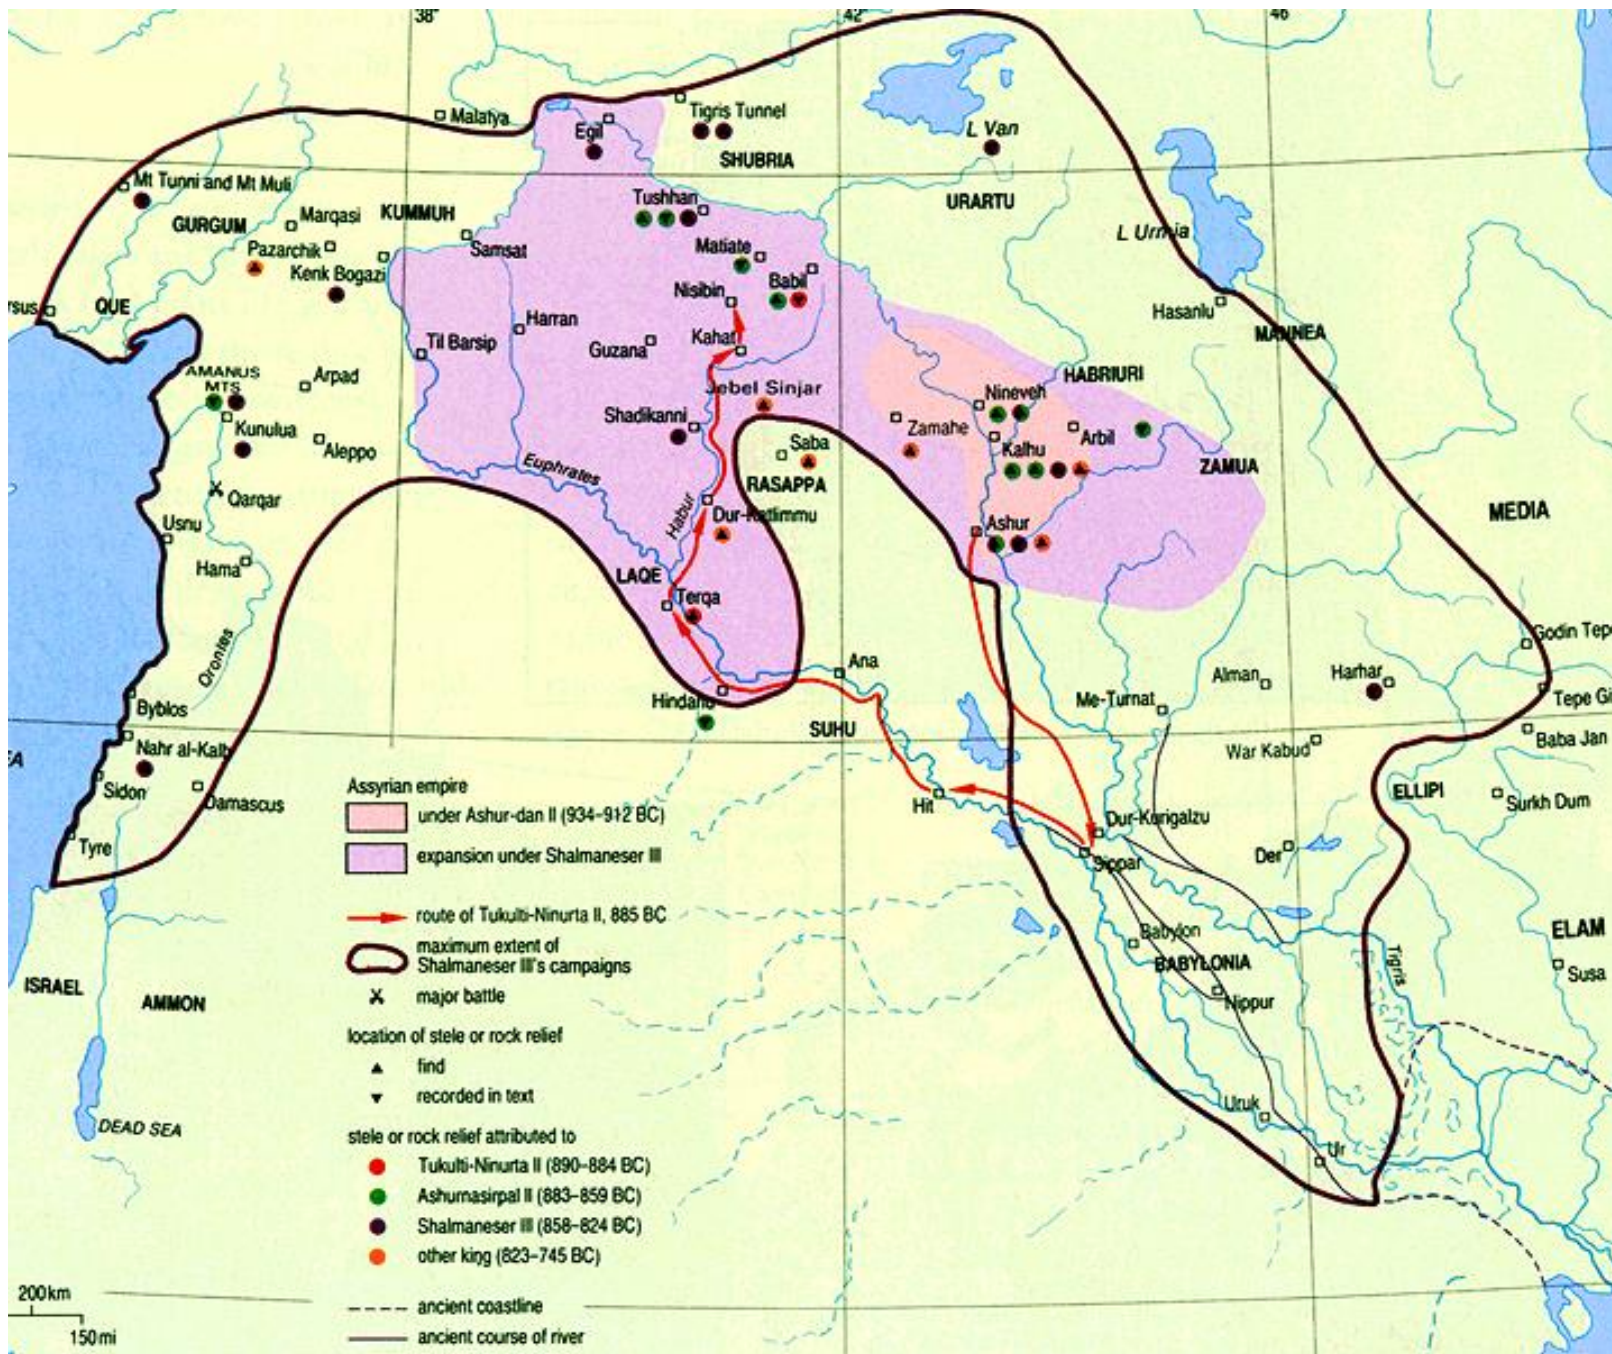 38°
42
46
Malatya
Tigris Tunnel
Egil
L Van
SHUBRIA
Mt Tunni and Mt Muli
Tushhan
URARTU
GURGUM
Marqasi
KUMMUH
L Urmia
Pazarchik
Samsat
Matiate
Kenk Bogazi
Babil
Nisibin
QUE
Hasanlu
Harran
MANNEA
Til Barsip
Guzana
Kahat
AMANUS
MTS
Arpad
HABRIURI
Jebel Sinjar
Nineveh
Shadikanni
Zamahe
Arbil
Kunulua
Aleppo
Saba
Kalhu
Euphrates
ZAMUA
RASAPPA
Qarqar
Habur
Dur-Katlimmu
MEDIA
Usnu
Ashur
Hama
LAQE
Terqa
Godin Tepe
Orontes
Ana
Alman
Harhar
Me-Turnat
Hindanu
Byblos
Tepe Gi
SUHU
Nahr al-Kalb
War Kabud
Baba Jan
Sidon
Damascus
Hit
ELLIPI
Surkh Dum
Dur-Kurigalzu
Tyre
Sippar
Der
Babylon
ELAM
BABYLONIA
Tigris
Susa
ISRAEL
AMMON
Nippur
Uruk
DEAD SEA
Ur
Assyrian empire
under Ashur-dan II (934–912 BC)
expansion under Shalmaneser III
route of Tukulti-Ninurta II, 885 BC
maximum extent of
Shalmaneser III's campaigns
major battle
location of stele or rock relief
find
recorded in text
stele or rock relief attributed to
Tukulti-Ninurta II (890–884 BC)
Ashurnasirpal II (883–859 BC)
Shalmaneser III (858–824 BC)
other king (823–745 BC)
ancient coastline
ancient course of river
200km
150mi